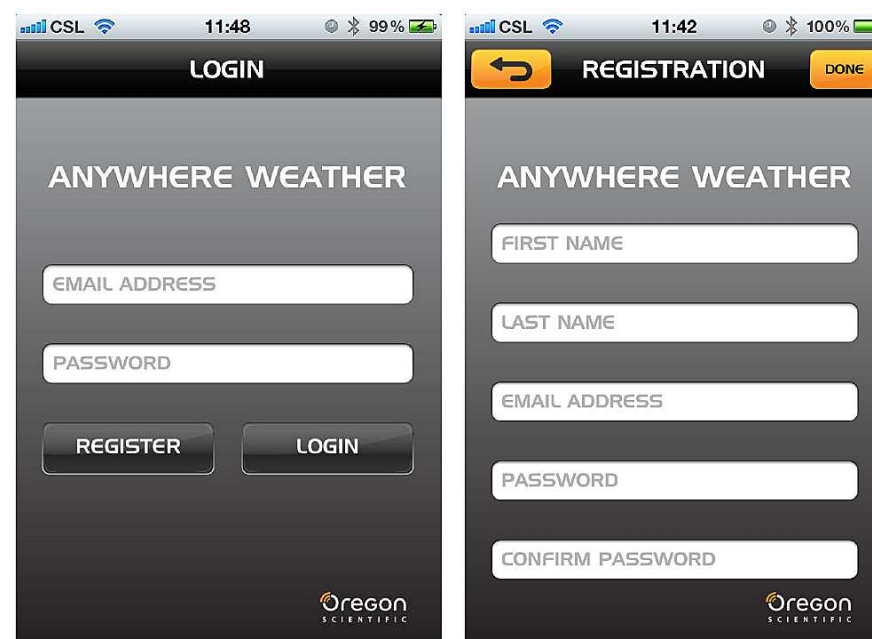 CSL 11:48 99%
LOGIN
ANYWHERE WEATHER
EMAIL ADDRESS
PASSWORD
REGISTER LOGIN
Oregon
SCIENTIFIC
CSL 11:42 100%
REGISTRATION DONE
ANYWHERE WEATHER
FIRST NAME
LAST NAME
EMAIL ADDRESS
PASSWORD
CONFIRM PASSWORD
Oregon
SCIENTIFIC